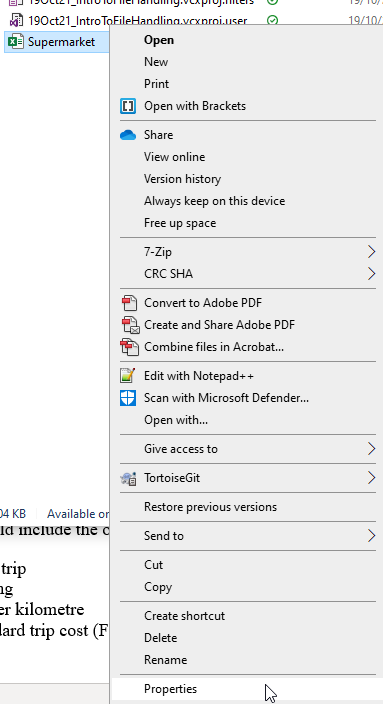 19Oct21_IntroToFileHandling.vcxproj.filters 19/10/
19Oct21_IntroToFileHandling.vcxproj.user 19/10/
Supermarket
Open
New
Print
Open with Brackets
Share
View online
Version history
Always keep on this device
Free up space
7-Zip
CRC SHA
Convert to Adobe PDF
Create and Share Adobe PDF
Combine files in Acrobat...
Edit with Notepad++
Scan with Microsoft Defender...
Open with...
Give access to
TortoiseGit
Restore previous versions
Send to
Cut
Copy
Create shortcut
Delete
Rename
Properties
04 KB Available on
ld include the o
trip
ng
er kilometre
dard trip cost (F